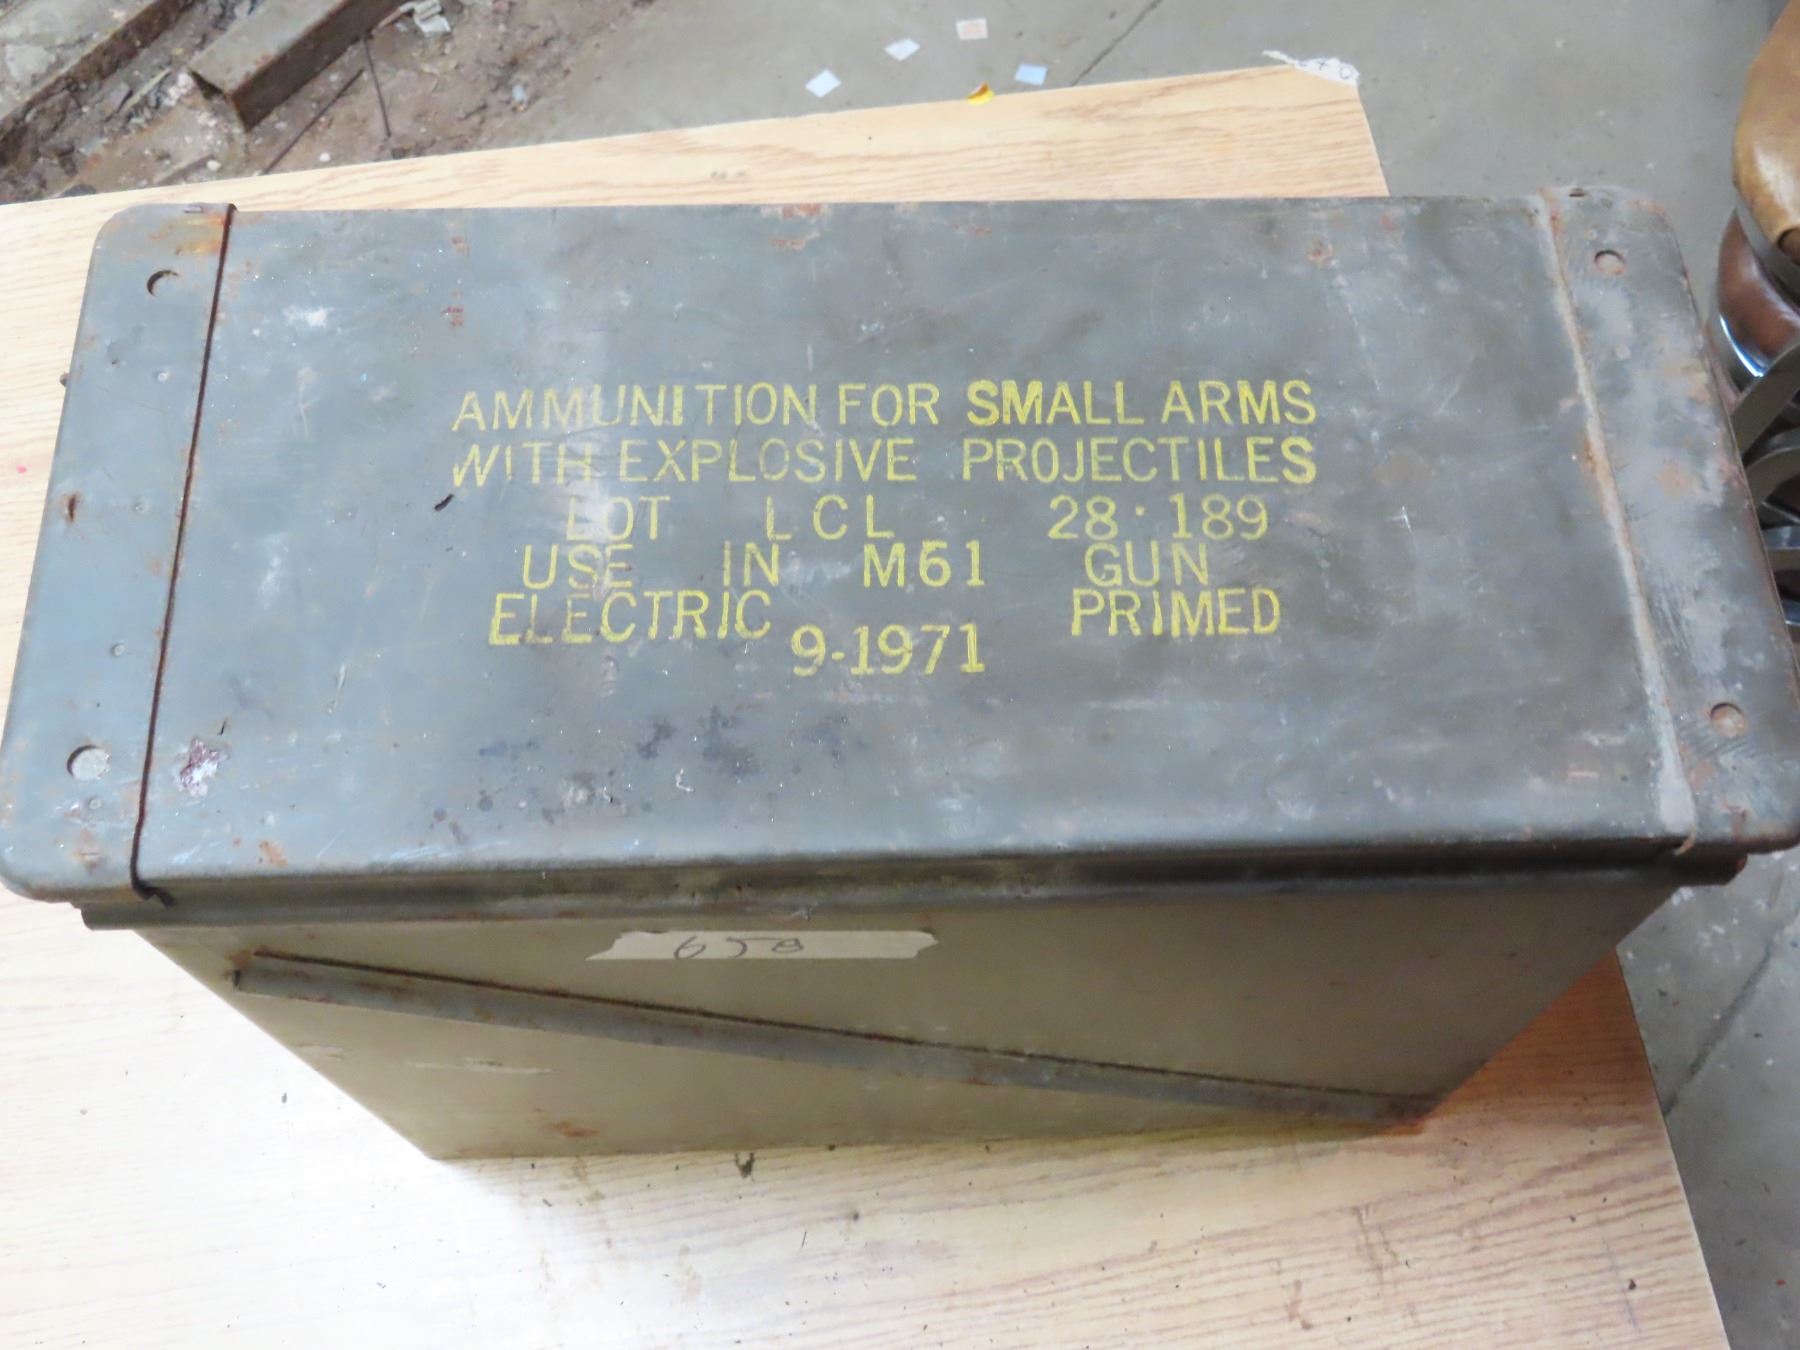 AMMUNITION FOR SMALL ARMS
WITH EXPLOSIVE PROJECTILES
LOT LCL 28·189
USE IN M61 GUN
ELECTRIC PRIMED
9-1971